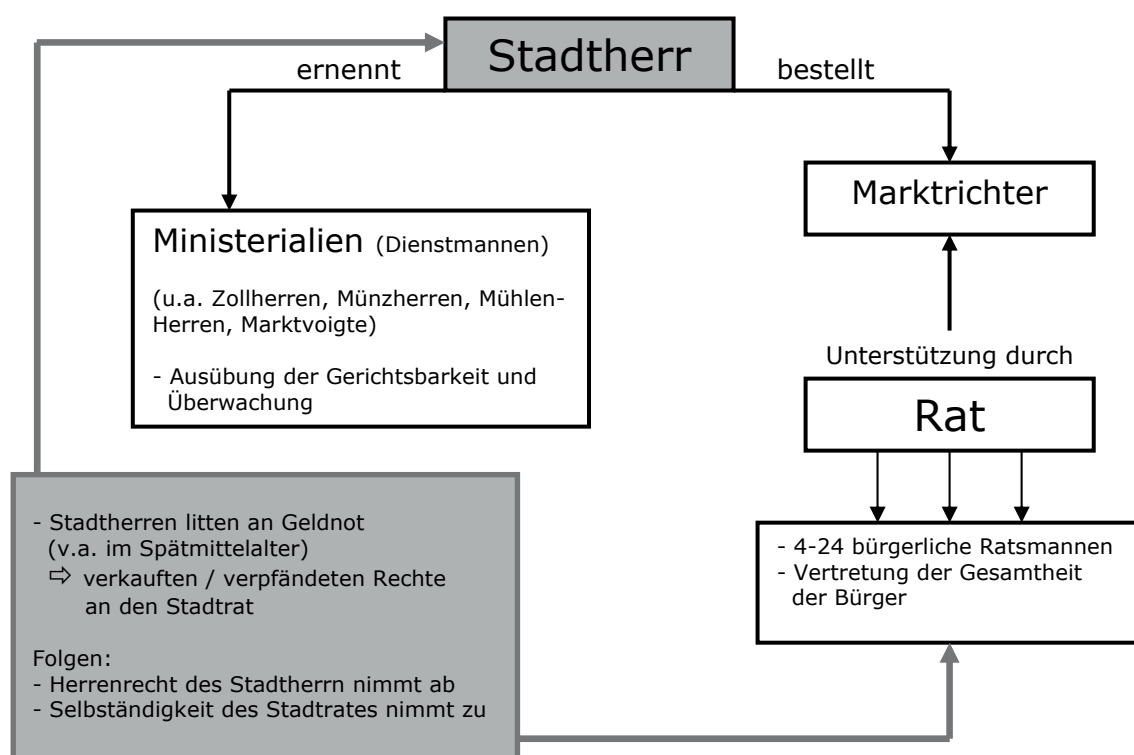 Stadtherr
ernennt
bestellt
Marktrichter
Ministerialien (Dienstmannen)
(u.a. Zollherren, Münzherren, Mühlen-
Herren, Marktvoigte)
- Ausübung der Gerichtsbarkeit und
Überwachung
Unterstützung durch
Rat
- 4-24 bürgerliche Ratsmannen
- Vertretung der Gesamtheit
der Bürger
- Stadtherren litten an Geldnot
(v.a. im Spätmittelalter)
⇨ verkauften / verpfändeten Rechte
an den Stadtrat
Folgen:
- Herrenrecht des Stadtherrn nimmt ab
- Selbständigkeit des Stadtrates nimmt zu